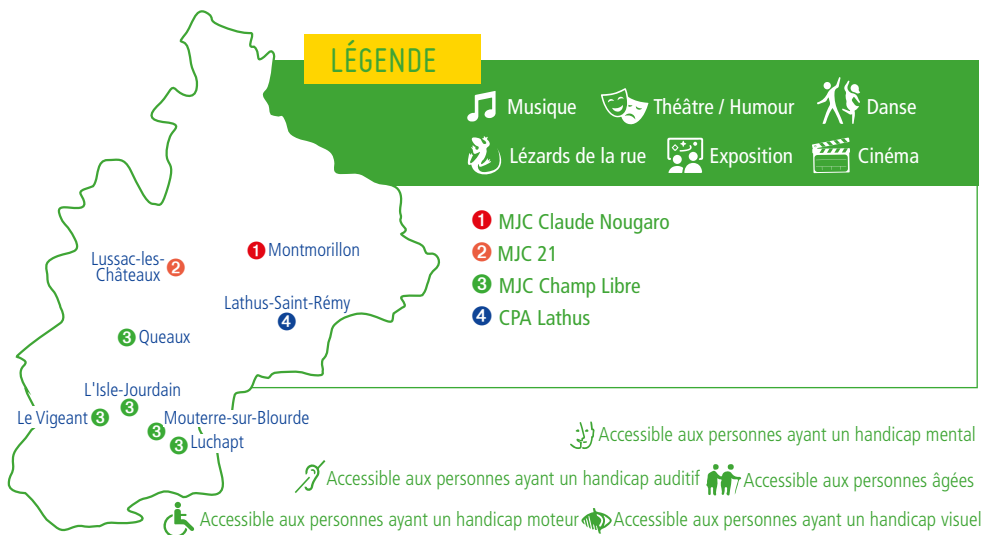 LÉGENDE
Musique
Théâtre / Humour
Danse
Lézards de la rue
Exposition
Cinéma
1 MJC Claude Nougaro
2 MJC 21
3 MJC Champ Libre
4 CPA Lathus
1 Montmorillon
Lussac-les-
Châteaux 2
Lathus-Saint-Rémy
4
3 Queaux
L'Isle-Jourdain
3
Le Vigeant 3
Mouterre-sur-Blourde
3
3 Luchapt
Accessible aux personnes ayant un handicap mental
Accessible aux personnes ayant un handicap auditif
Accessible aux personnes âgées
Accessible aux personnes ayant un handicap moteur
Accessible aux personnes ayant un handicap visuel